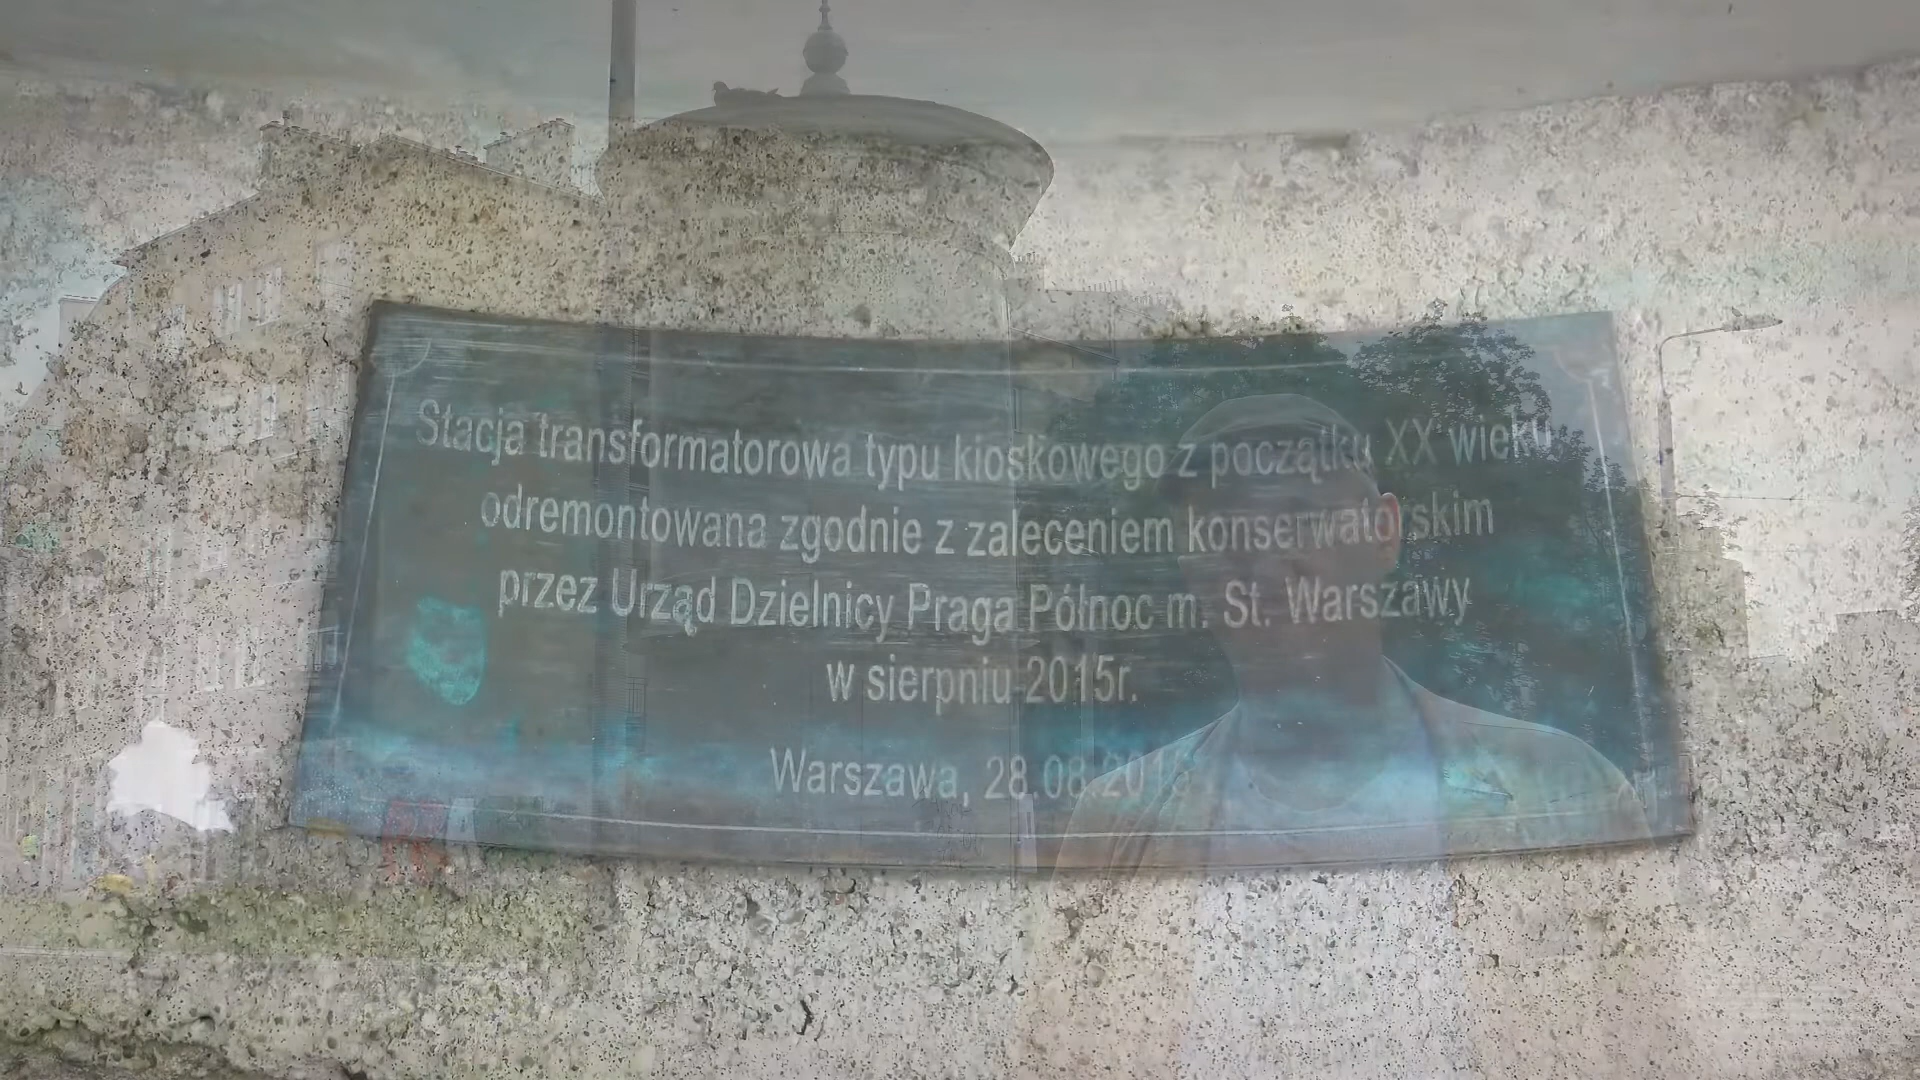 Stacja transformatorowa typu kioskowego z początku XX wieku
odremontowana zgodnie z zaleceniem konserwatorskim
przez Urząd Dzielnicy Praga Północ m. St. Warszawy
w sierpniu 2015r.
Warszawa, 28.08.2015